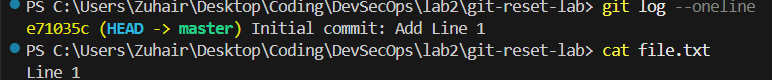 PS C:\Users\Zuhair\Desktop\Coding\DevSecOps\lab2\git-reset-lab> git log --oneline
e71035c (HEAD -> master) Initial commit: Add Line 1
PS C:\Users\Zuhair\Desktop\Coding\DevSecOps\lab2\git-reset-lab> cat file.txt
Line 1